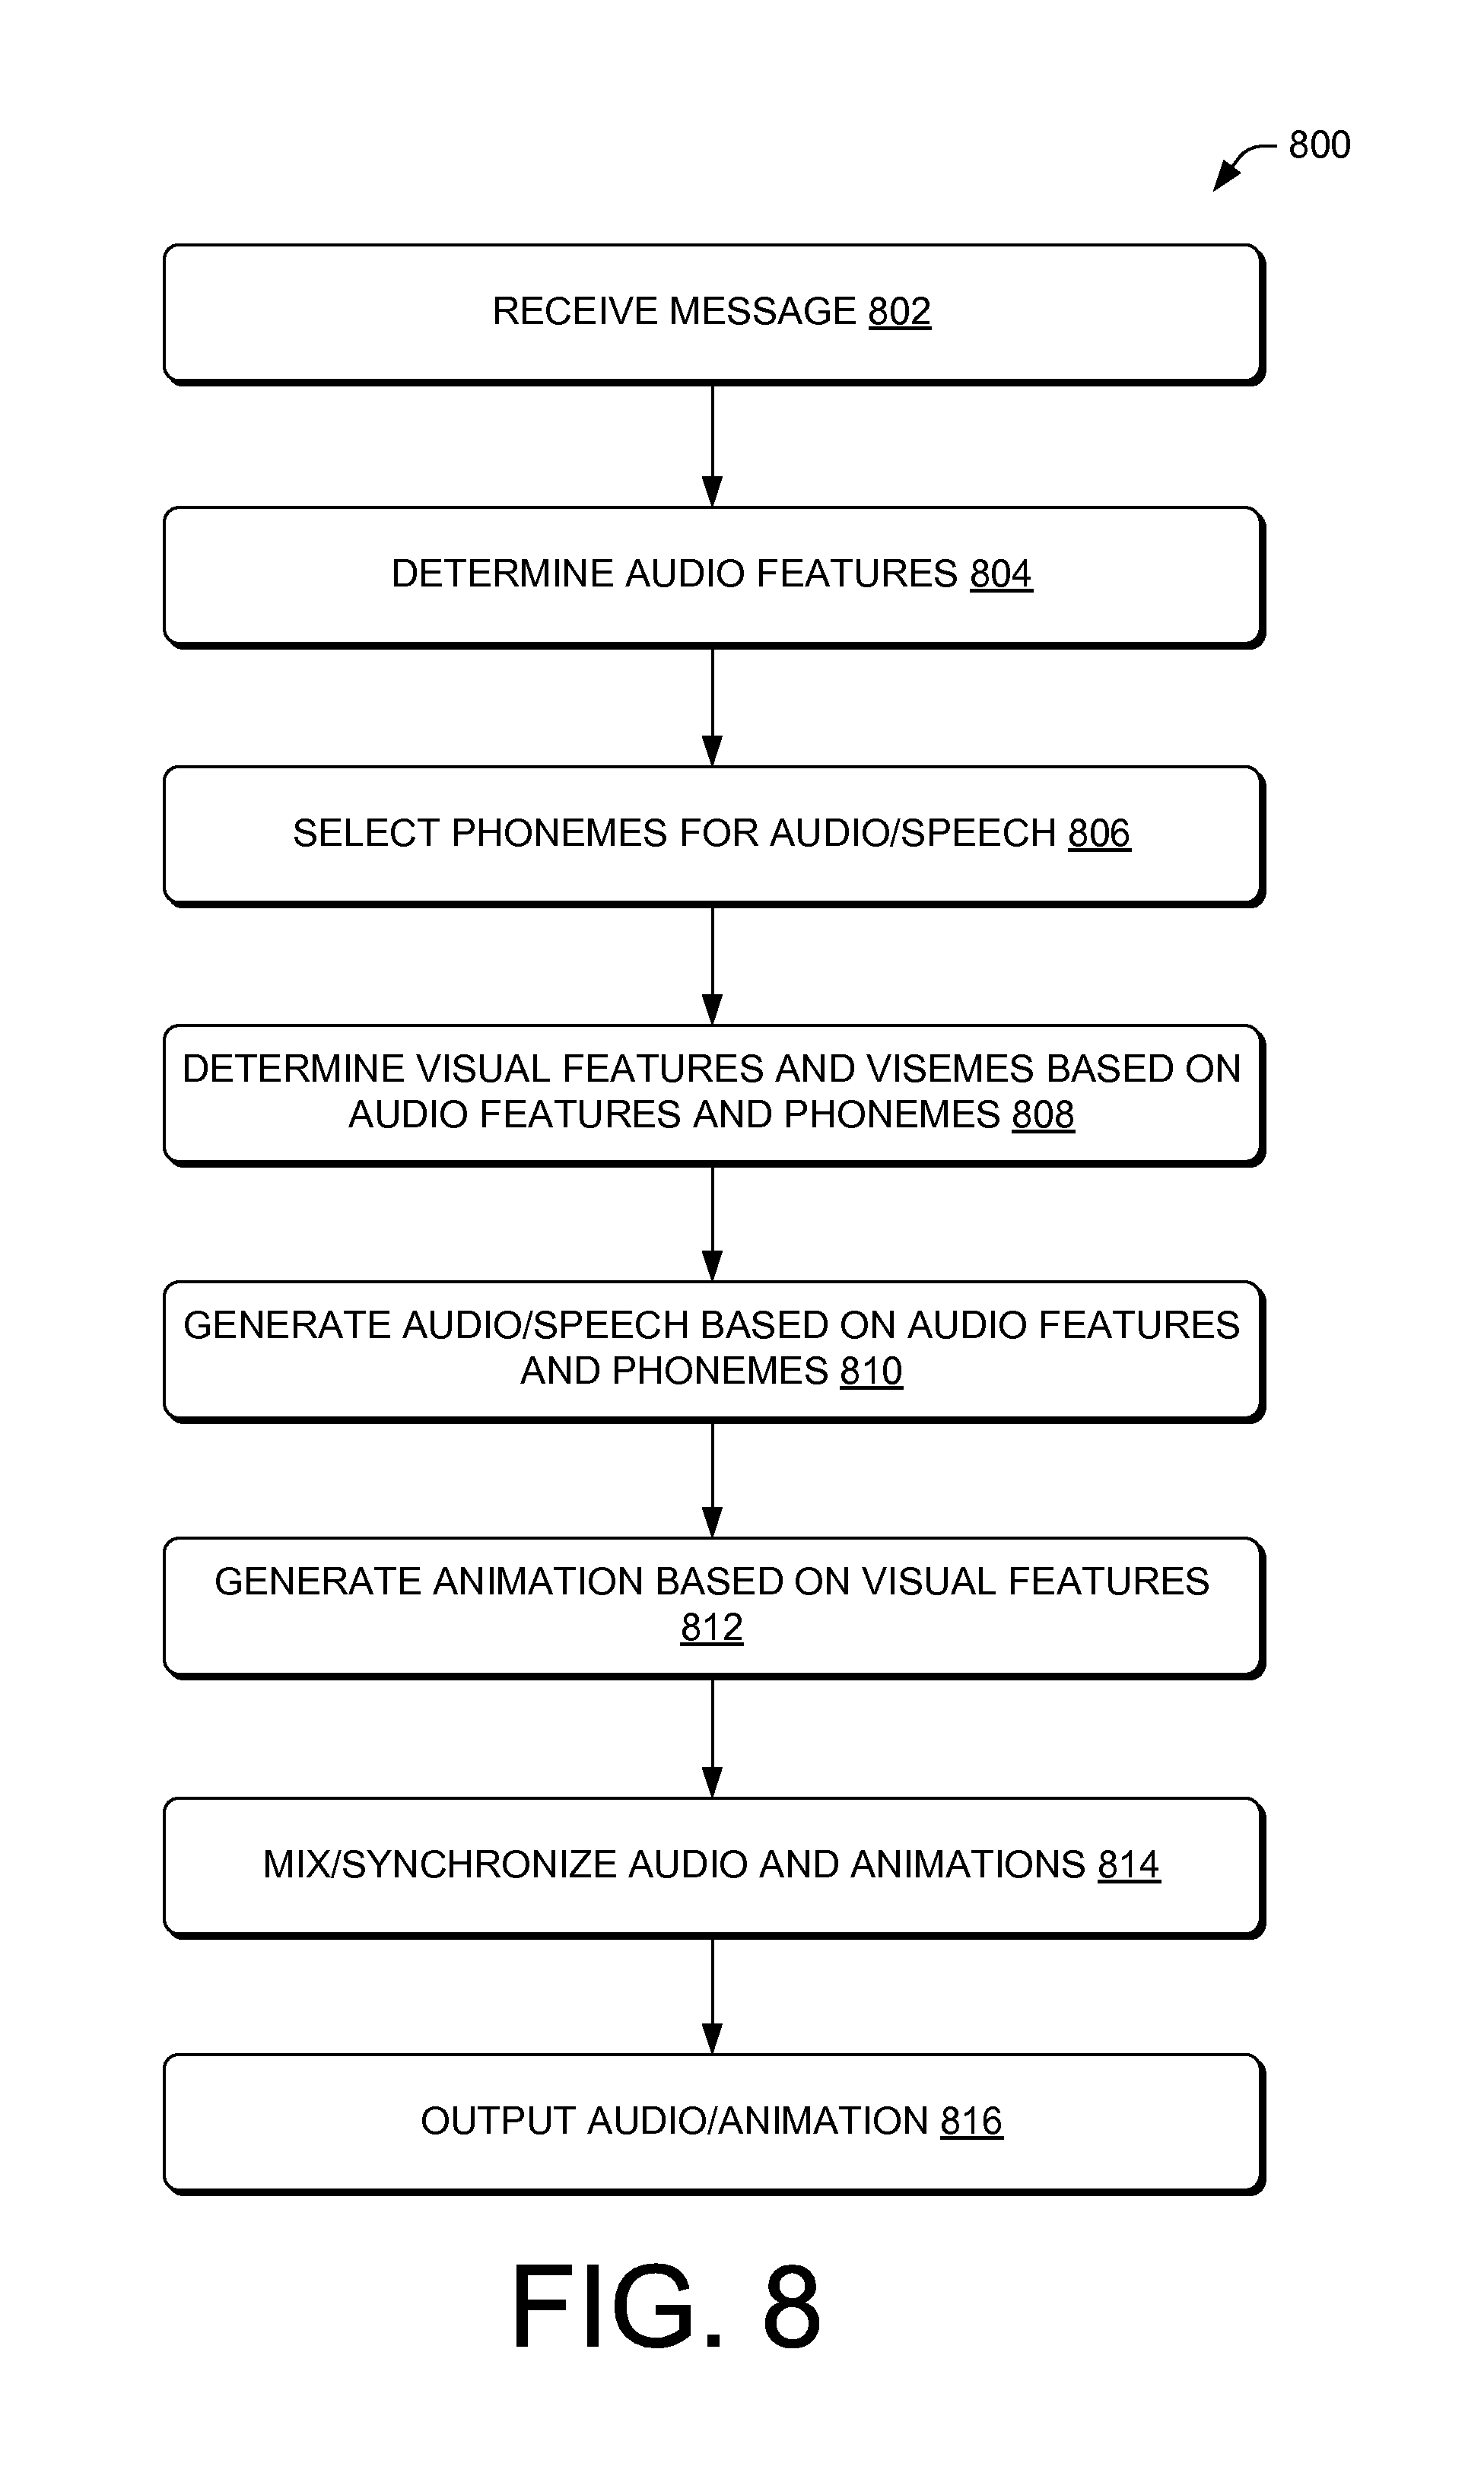 800
RECEIVE MESSAGE 802
DETERMINE AUDIO FEATURES 804
SELECT PHONEMES FOR AUDIO/SPEECH 806
DETERMINE VISUAL FEATURES AND VISEMES BASED ON
AUDIO FEATURES AND PHONEMES 808
GENERATE AUDIO/SPEECH BASED ON AUDIO FEATURES
AND PHONEMES 810
GENERATE ANIMATION BASED ON VISUAL FEATURES
812
MIX/SYNCHRONIZE AUDIO AND ANIMATIONS 814
OUTPUT AUDIO/ANIMATION 816
FIG. 8